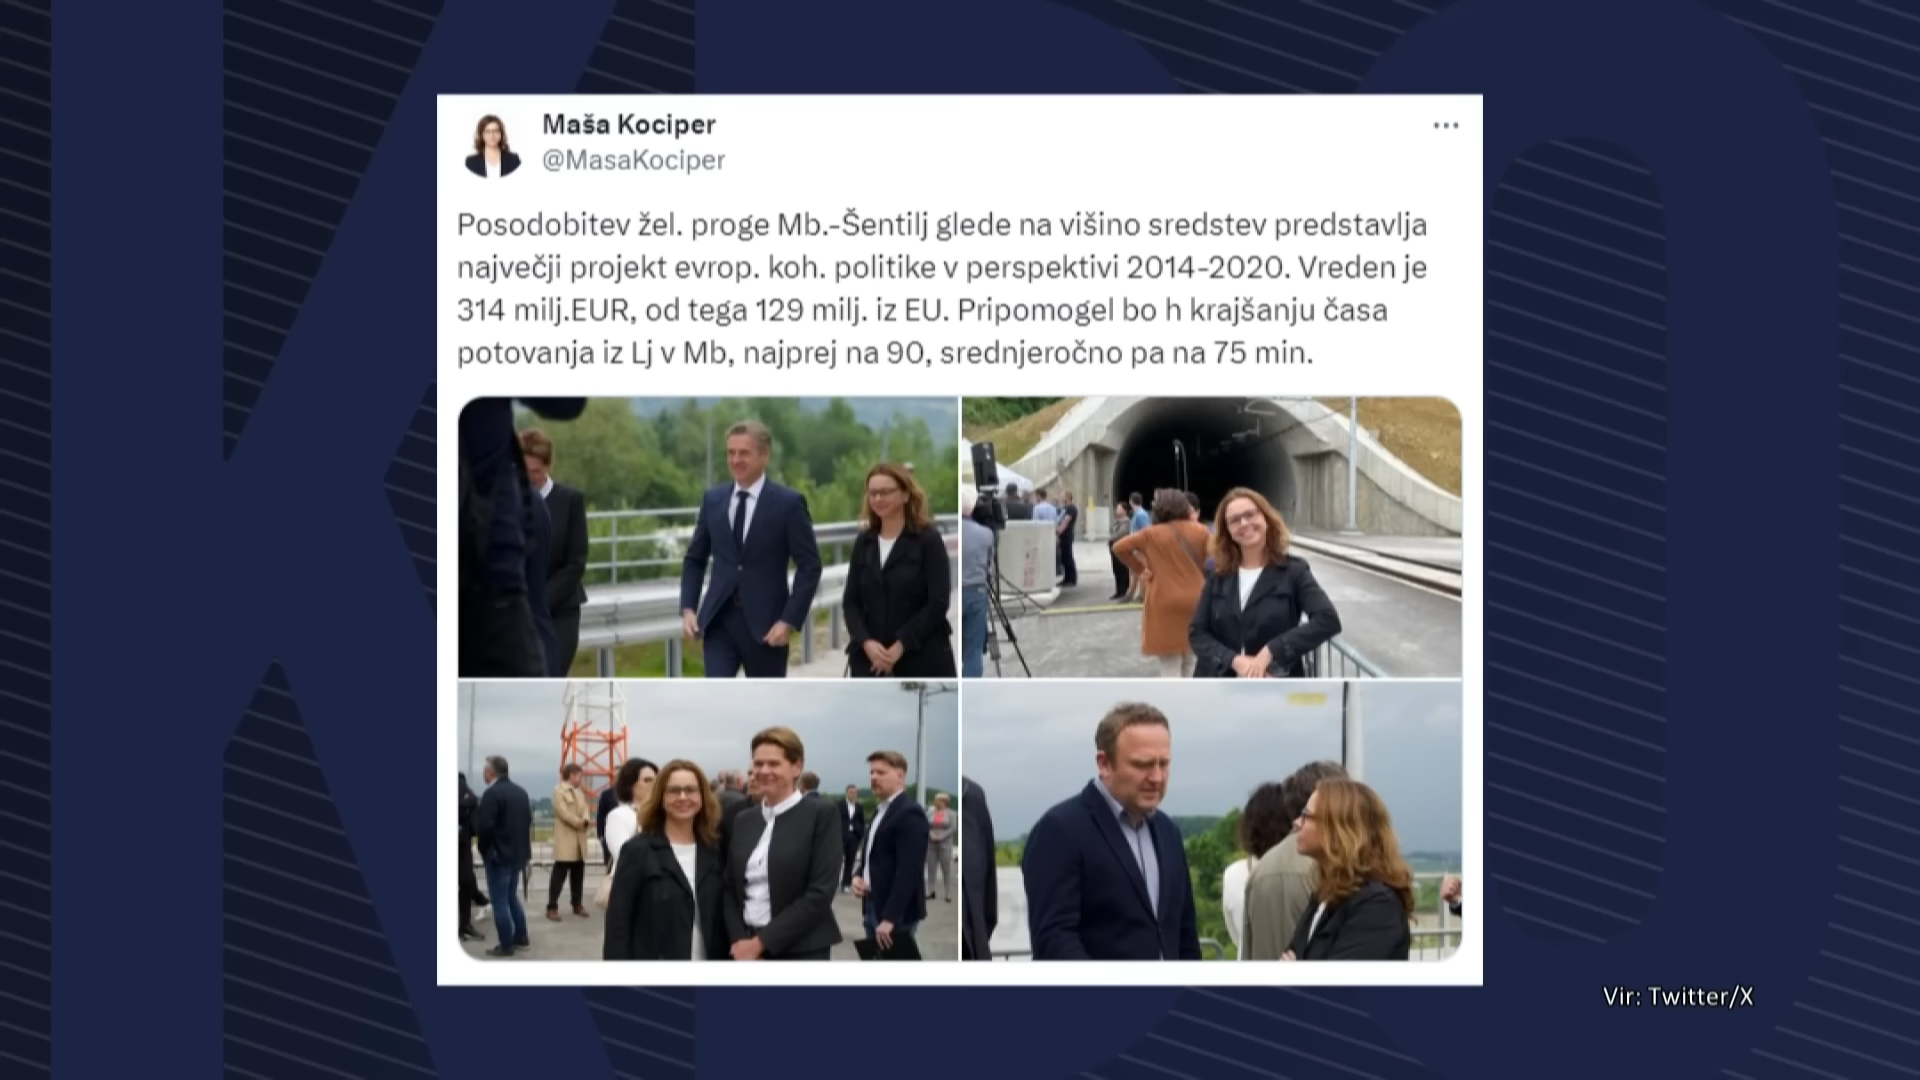 Maša Kociper
@MasaKociper
Posodobitev žel. proge Mb.-Šentilj glede na višino sredstev predstavlja
največji projekt evrop. koh. politike v perspektivi 2014-2020. Vreden je
314 milj.EUR, od tega 129 milj. iz EU. Pripomogel bo h krajšanju časa
potovanja iz Lj v Mb, najprej na 90, srednjeročno pa na 75 min.
Vir: Twitter/X